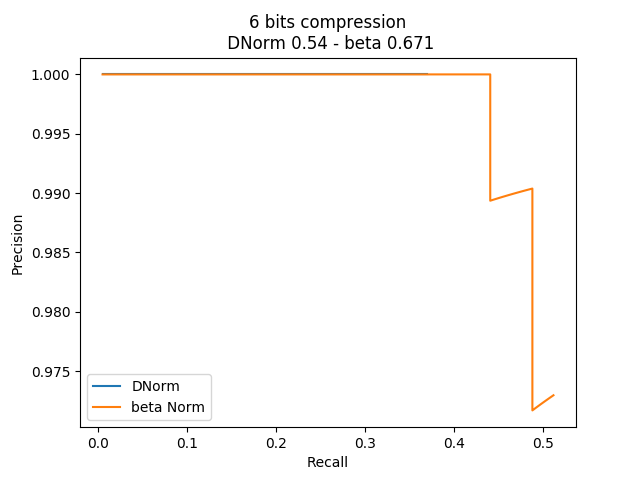 6 bits compression
DNorm 0.54 - beta 0.671
1.000
0.995
0.990
0.985
0.980
0.975
Precision
DNorm
beta Norm
0.0 0.1 0.2 0.3 0.4 0.5
Recall